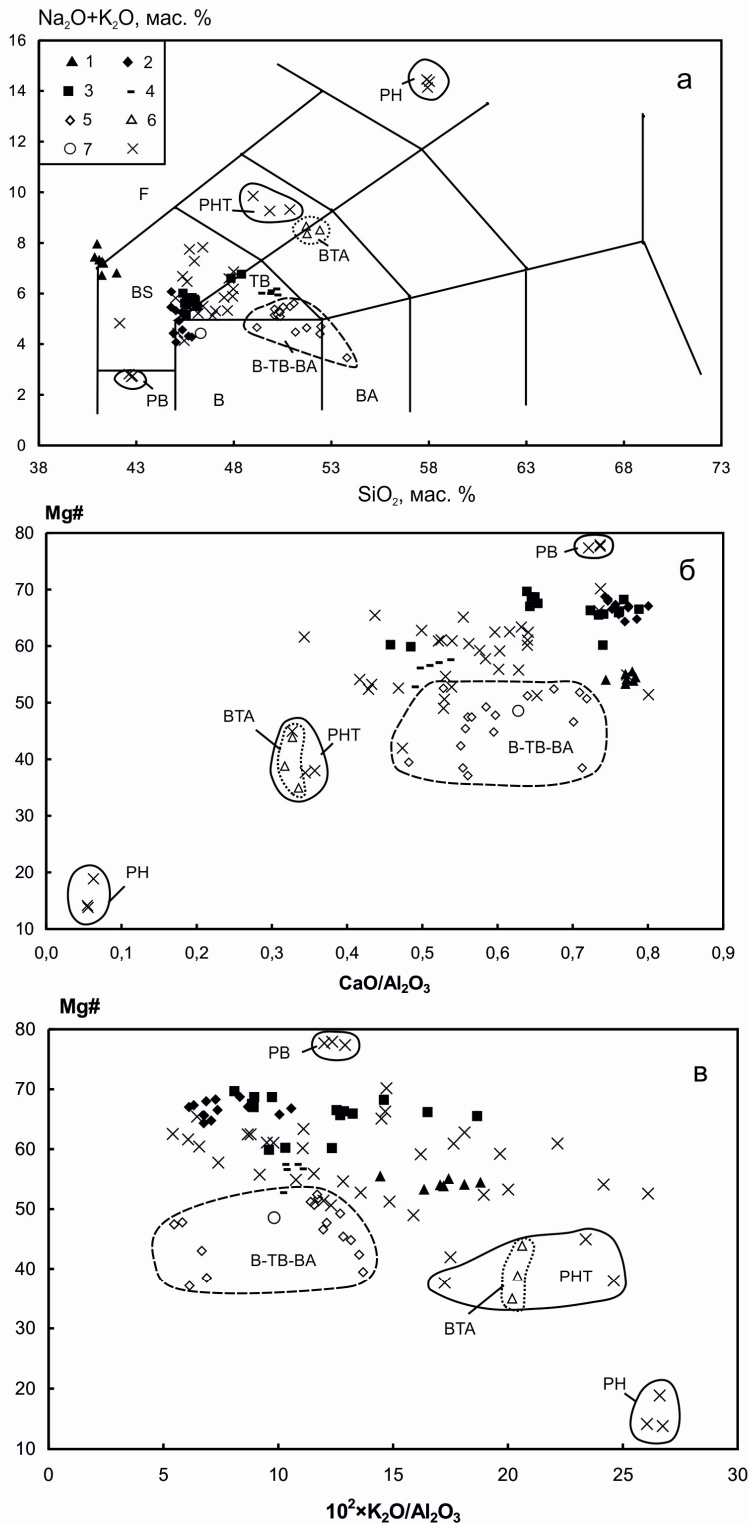 Na₂O+K₂O, мас. %
16
14
12
10
8
6
4
2
0
1 2
3 4
5 6
7
a
PH
F
PHT
BTA
BS
TB
B-TB-BA
PB
B
BA
38 43 48 53 58 63 68 73
SiO₂, мас. %
Mg#
80
70
60
50
40
30
20
10
б
PB
BTA
PHT
B-TB-BA
PH
0,0 0,1 0,2 0,3 0,4 0,5 0,6 0,7 0,8 0,9
CaO/Al₂O₃
Mg#
80
70
60
50
40
30
20
10
в
PB
B-TB-BA
PHT
BTA
PH
0 5 10 15 20 25 30
10²×K₂O/Al₂O₃